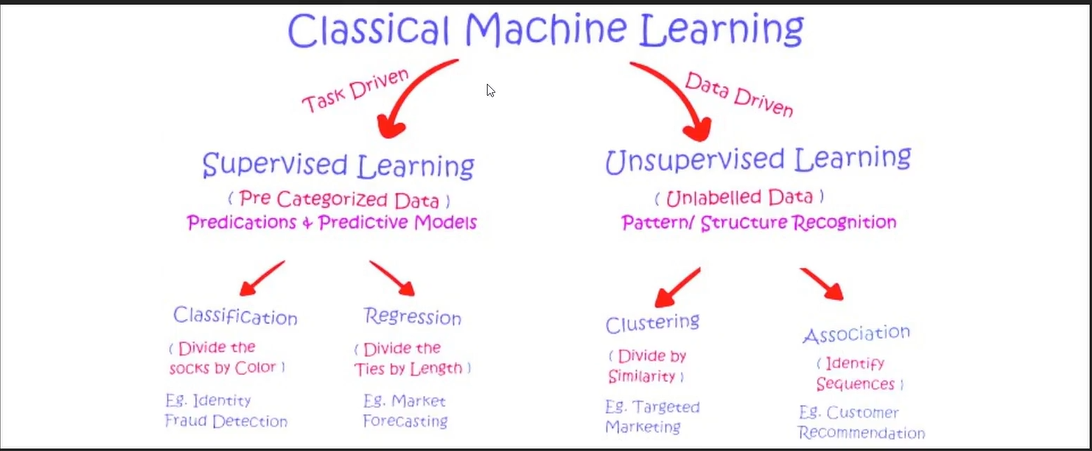 Classical Machine Learning
Task Driven
Data Driven
Supervised Learning
( Pre Categorized Data )
Predications & Predictive Models
Unsupervised Learning
( Unlabelled Data )
Pattern/ Structure Recognition
Classification
( Divide the
socks by Color )
Eg. Identity
Fraud Detection
Regression
( Divide the
Ties by Length )
Eg. Market
Forecasting
Clustering
( Divide by
Similarity )
Eg. Targeted
Marketing
Association
( Identify
Sequences )
Eg. Customer
Recommendation